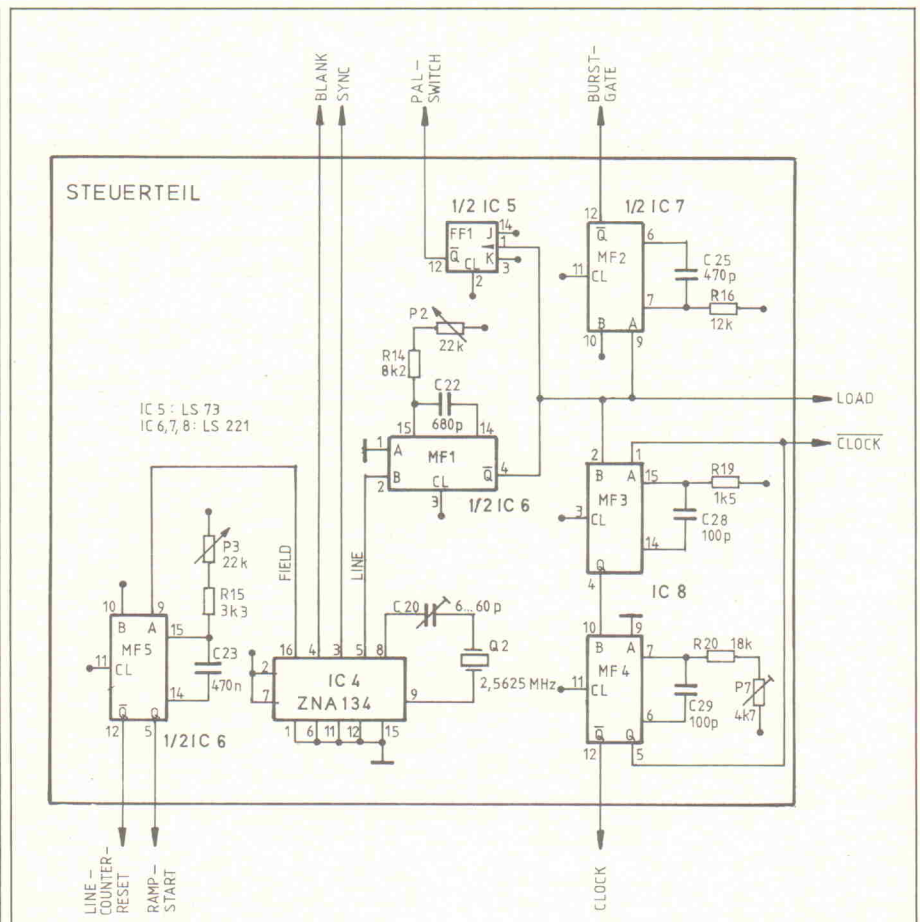 BLANK
SYNC
PAL-
SWITCH
BURST-
GATE
STEUERTEIL
1/2 IC 5
FF1
J
14
1
K
3
Q̅
CL
12
2
1/2 IC 7
12
Q̅
MF2
6
C25
470p
11
CL
7
R16
12k
B
A
10
9
P2
22k
R14
8k2
C22
680p
15
14
1
A
MF1
B
2
CL
3
Q̅
4
1/2 IC 6
LOAD
C̅L̅O̅C̅K̅
IC 5 : LS 73
IC 6,7, 8: LS 221
2
1
B
A
15
MF3
3
CL
14
Q
4
R19
1k5
C28
100p
IC 8
P3
22k
R15
3k3
FIELD
LINE
10
9
B
A
15
MF5
11
CL
C23
470n
14
Q̅
Q
12
5
1/2 IC 6
C20
6...60p
16
4
3
5
8
2
7
IC 4
ZNA134
9
Q2
2,5625 MHz
1
6
11
12
15
10
9
B
A
7
R20
18k
MF4
11
CL
C29
100p
P7
4k7
6
Q̅
Q
12
5
LINE-
COUNTER-
RESET
RAMP-
START
CLOCK